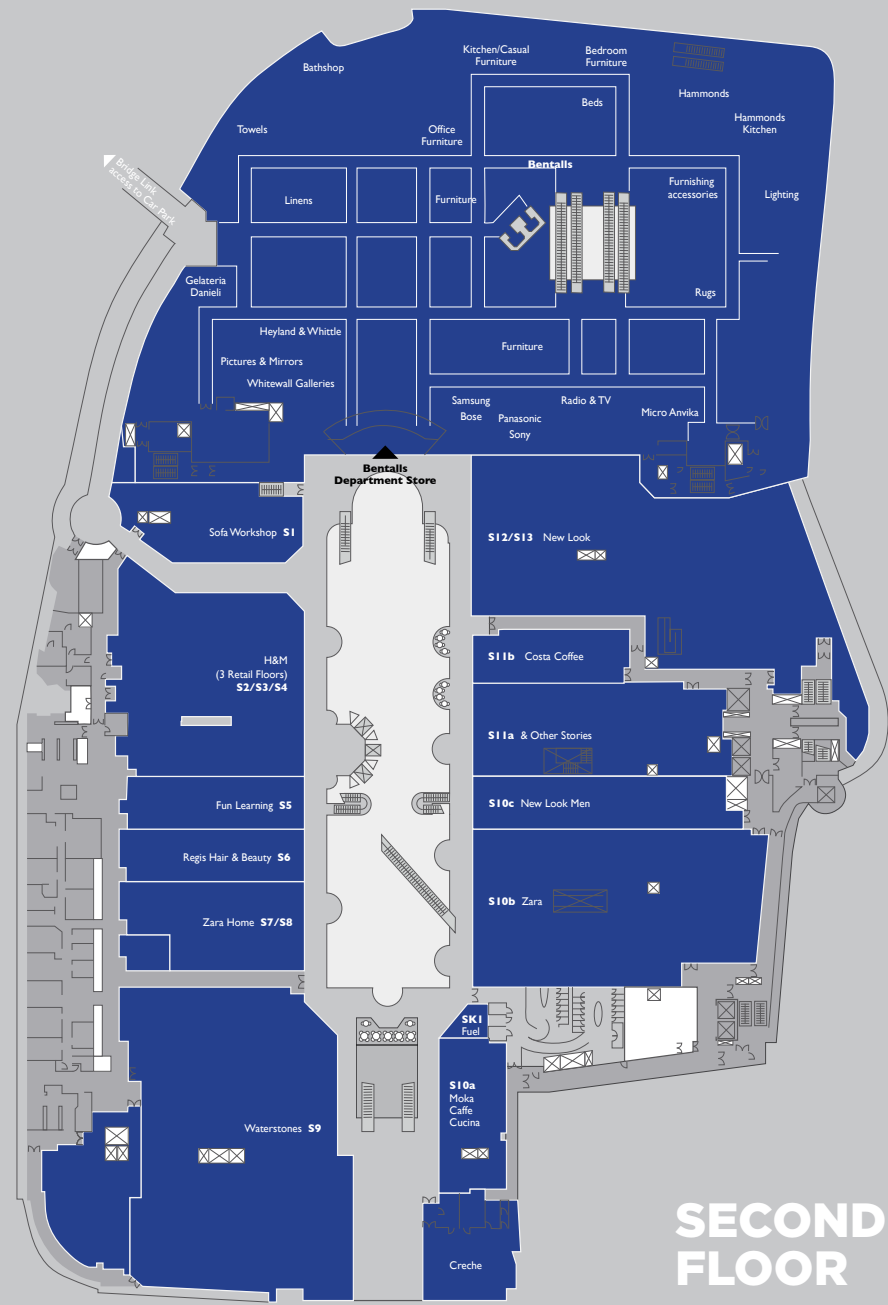 Kitchen/Casual
Furniture
Bedroom
Furniture
Bathshop
Hammonds
Beds
Hammonds
Kitchen
Towels
Office
Furniture
Bentalls
Bridge Link
access to Car Park
Linens
Furniture
Furnishing
accessories
Lighting
Gelateria
Danieli
Rugs
Heyland & Whittle
Furniture
Pictures & Mirrors
Whitewall Galleries
Samsung
Bose
Panasonic
Sony
Radio & TV
Micro Anvika
Bentalls
Department Store
Sofa Workshop S1
S12/S13 New Look
H&M
(3 Retail Floors)
S2/S3/S4
S11b Costa Coffee
S11a & Other Stories
Fun Learning S5
S10c New Look Men
Regis Hair & Beauty S6
S10b Zara
Zara Home S7/S8
SK1
Fuel
S10a
Moka
Caffe
Cucina
Waterstones S9
Creche
SECOND
FLOOR